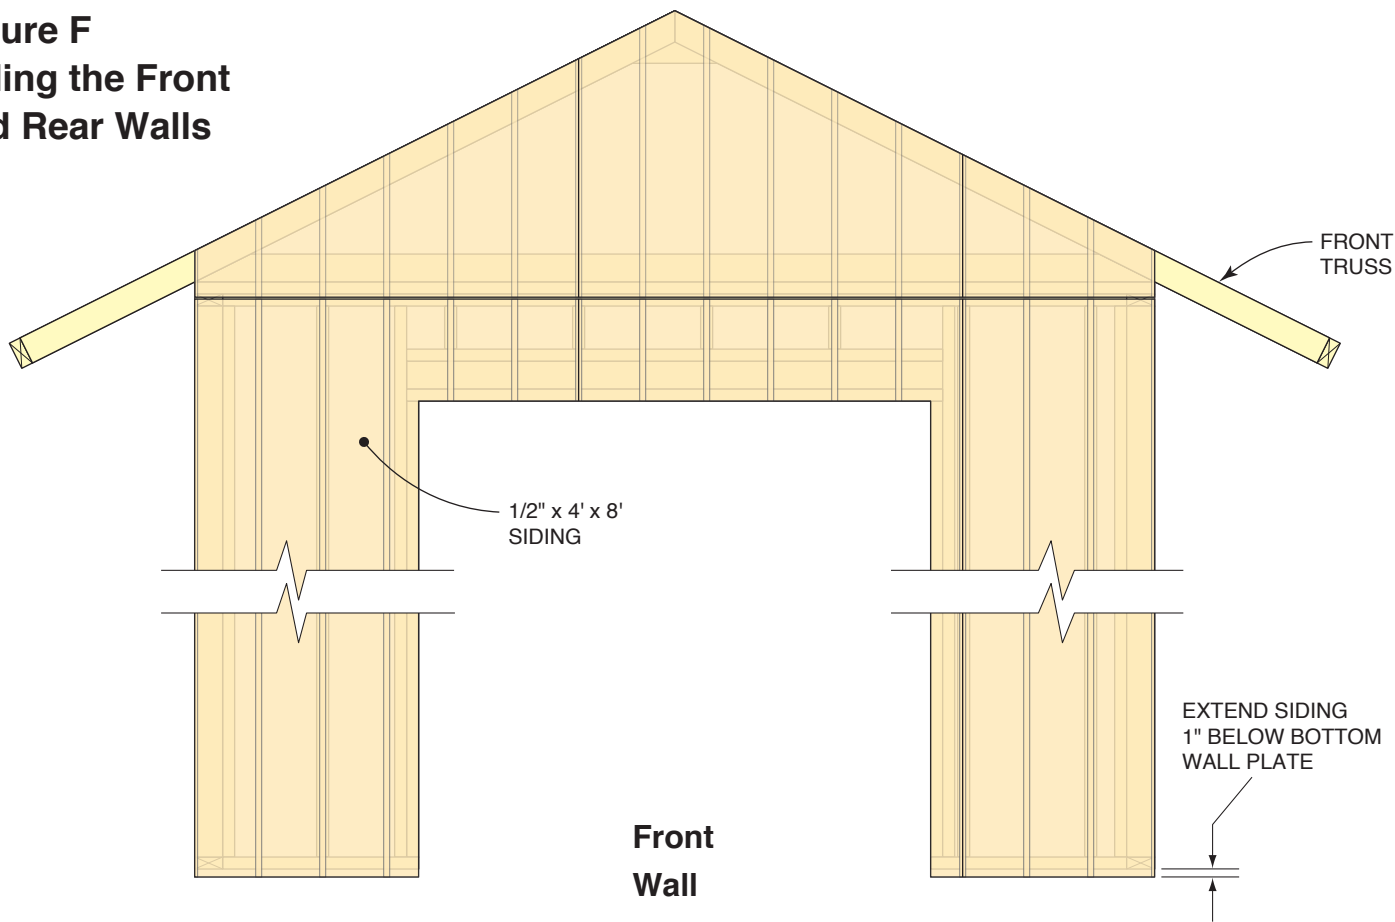 ure F
ling the Front
d Rear Walls
FRONT
TRUSS
1/2" x 4' x 8'
SIDING
EXTEND SIDING
1" BELOW BOTTOM
WALL PLATE
Front
Wall